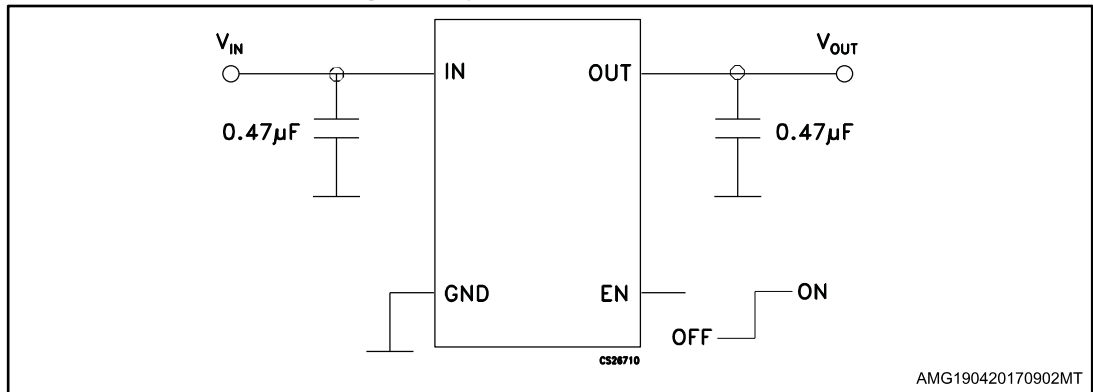 VIN
VOUT
IN
OUT
0.47µF
0.47µF
GND
EN
ON
OFF
CS26710
AMG190420170902MT